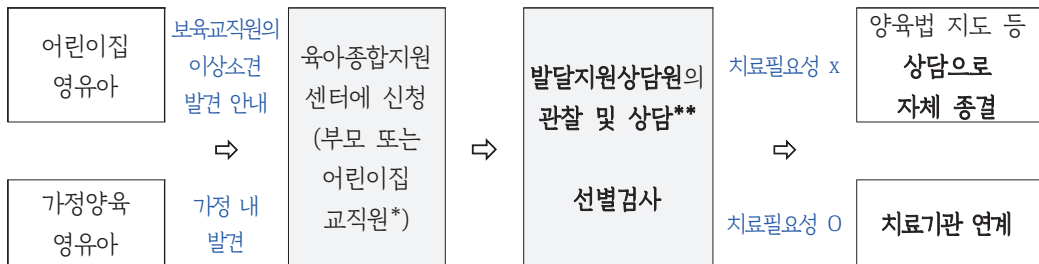 어린이집
영유아
보육교직원의
이상소견
발견 안내
⇨
가정양육
영유아
가정 내
발견
육아종합지원
센터에 신청
(부모 또는
어린이집
교직원*)
⇨
발달지원상담원의
관찰 및 상담**
선별검사
치료필요성 x
⇨
치료필요성 O
양육법 지도 등
상담으로
자체 종결
치료기관 연계